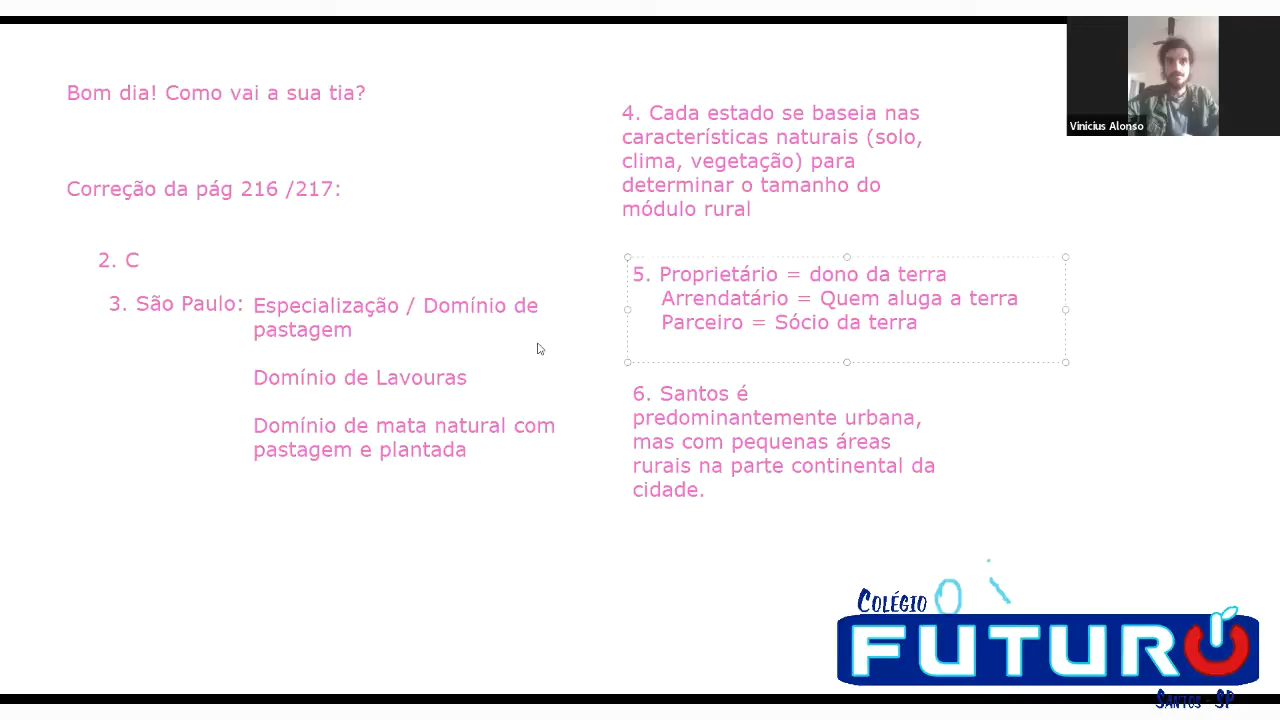 Bom dia! Como vai a sua tia?
Correção da pág 216 /217:
2. C
3. São Paulo:
Especialização / Domínio de
pastagem
Domínio de Lavouras
Domínio de mata natural com
pastagem e plantada
4. Cada estado se baseia nas
características naturais (solo,
clima, vegetação) para
determinar o tamanho do
módulo rural
5. Proprietário = dono da terra
Arrendatário = Quem aluga a terra
Parceiro = Sócio da terra
6. Santos é
predominantemente urbana,
mas com pequenas áreas
rurais na parte continental da
cidade.
Vinicius Alonso
Oi
COLÉGIO
FUTURO
SANTOS - SP